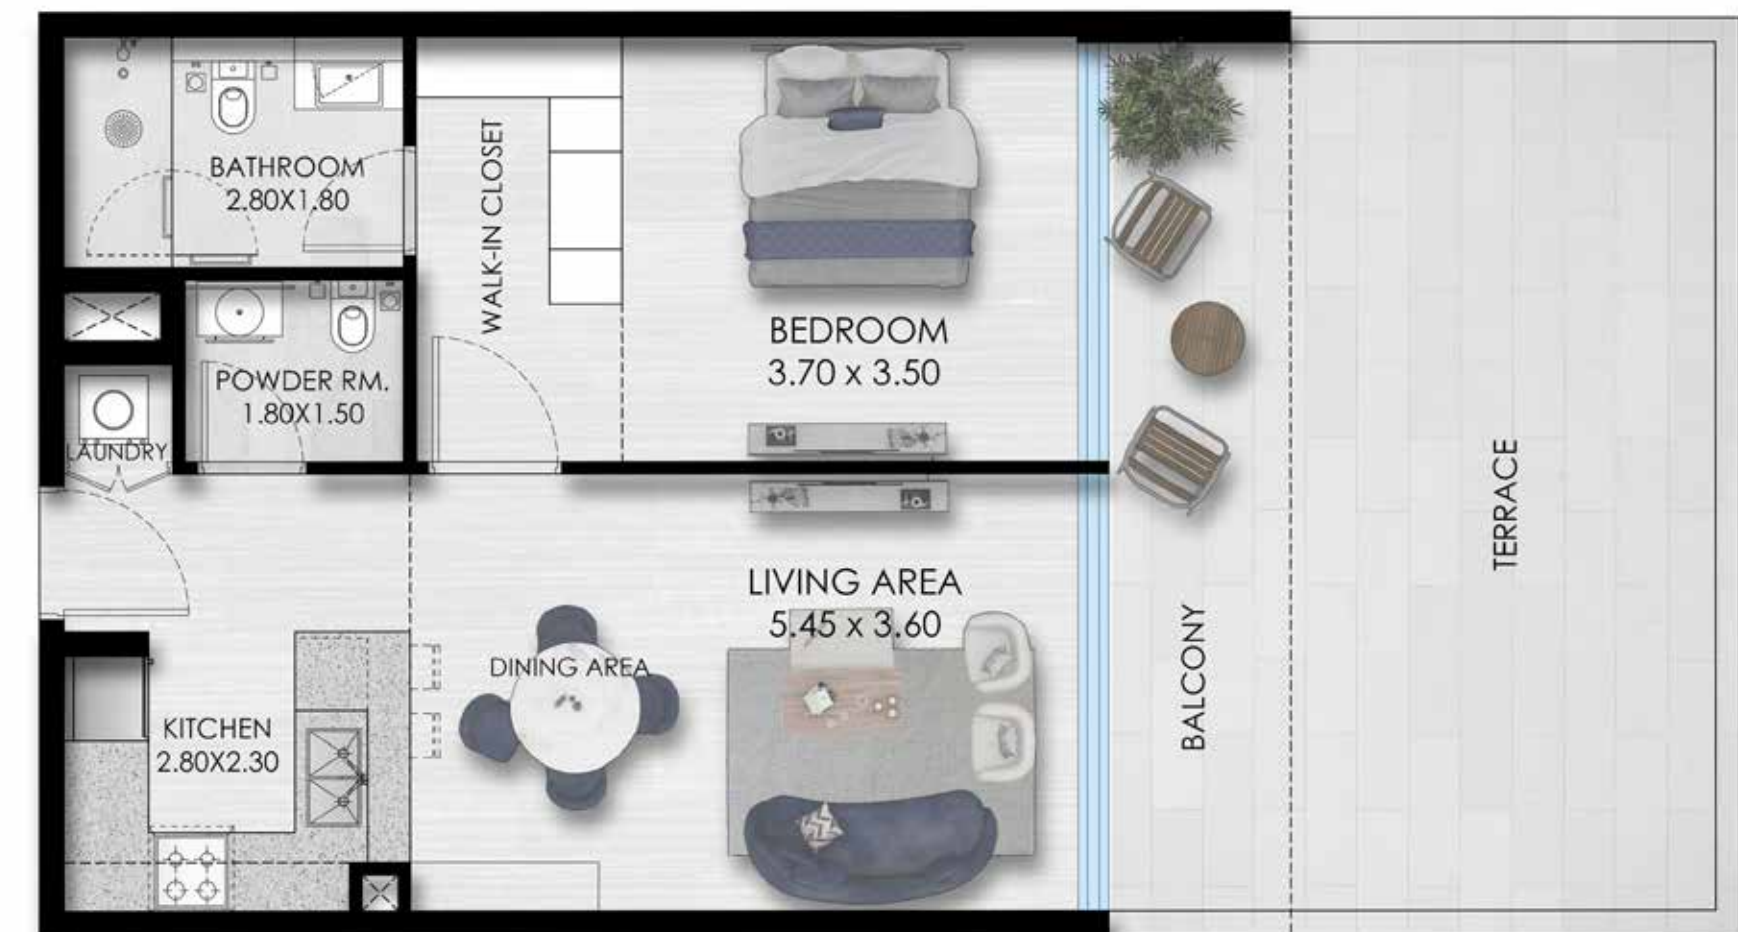 BATHROOM
2.80X1.80
WALK-IN CLOSET
BEDROOM
3.70 x 3.50
POWDER RM.
1.80X1.50
LAUNDRY
LIVING AREA
5.45 x 3.60
DINING AREA
KITCHEN
2.80X2.30
BALCONY
TERRACE